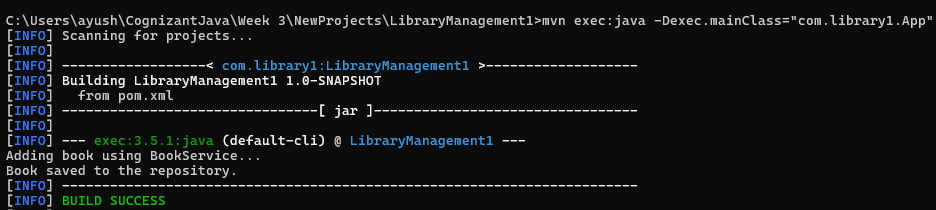 C:\Users\ayush\CognizantJava\Week 3\NewProjects\LibraryManagement1>mvn exec:java -Dexec.mainClass="com.library1.App"
[INFO] Scanning for projects...
[INFO]
[INFO] ------------------< com.library1:LibraryManagement1 >-------------------
[INFO] Building LibraryManagement1 1.0-SNAPSHOT
[INFO]   from pom.xml
[INFO] --------------------------------[ jar ]---------------------------------
[INFO]
[INFO] --- exec:3.5.1:java (default-cli) @ LibraryManagement1 ---
Adding book using BookService...
Book saved to the repository.
[INFO] ------------------------------------------------------------------------
[INFO] BUILD SUCCESS